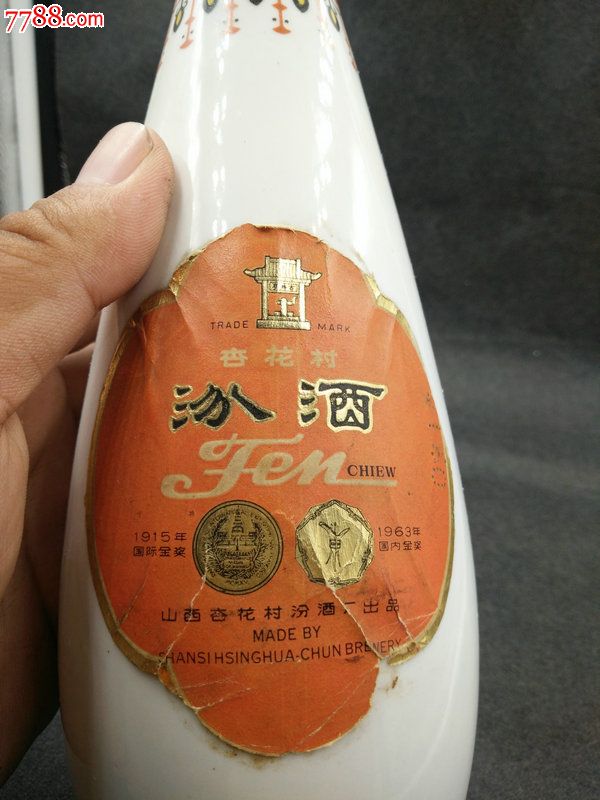 7788.com
TRADE MARK
杏花村
汾酒
Fen CHIEW
1915年
国际金奖
1963年
国内金奖
山西杏花村汾酒厂出品
MADE BY
SHANSI HSINGHUA-CHUN BREWERY